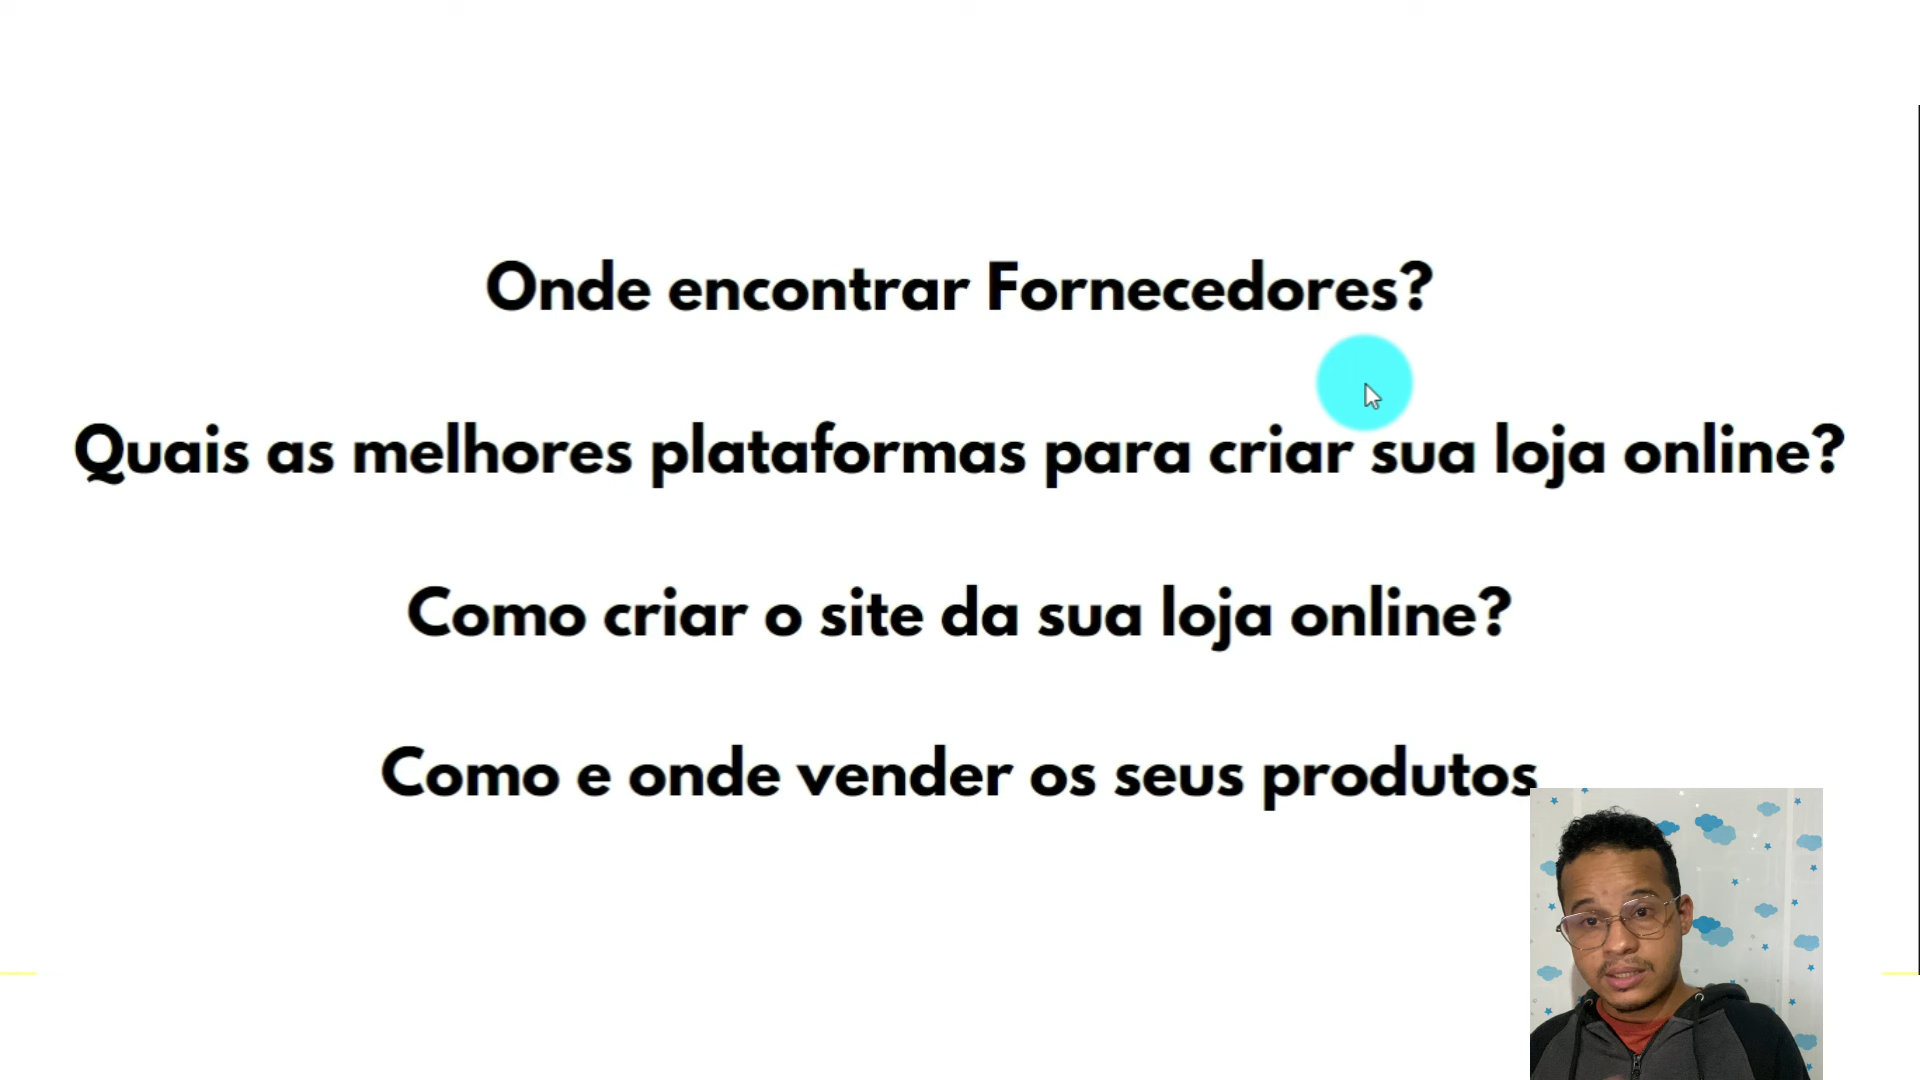 Onde encontrar Fornecedores?
Quais as melhores plataformas para criar sua loja online?
Como criar o site da sua loja online?
Como e onde vender os seus produtos